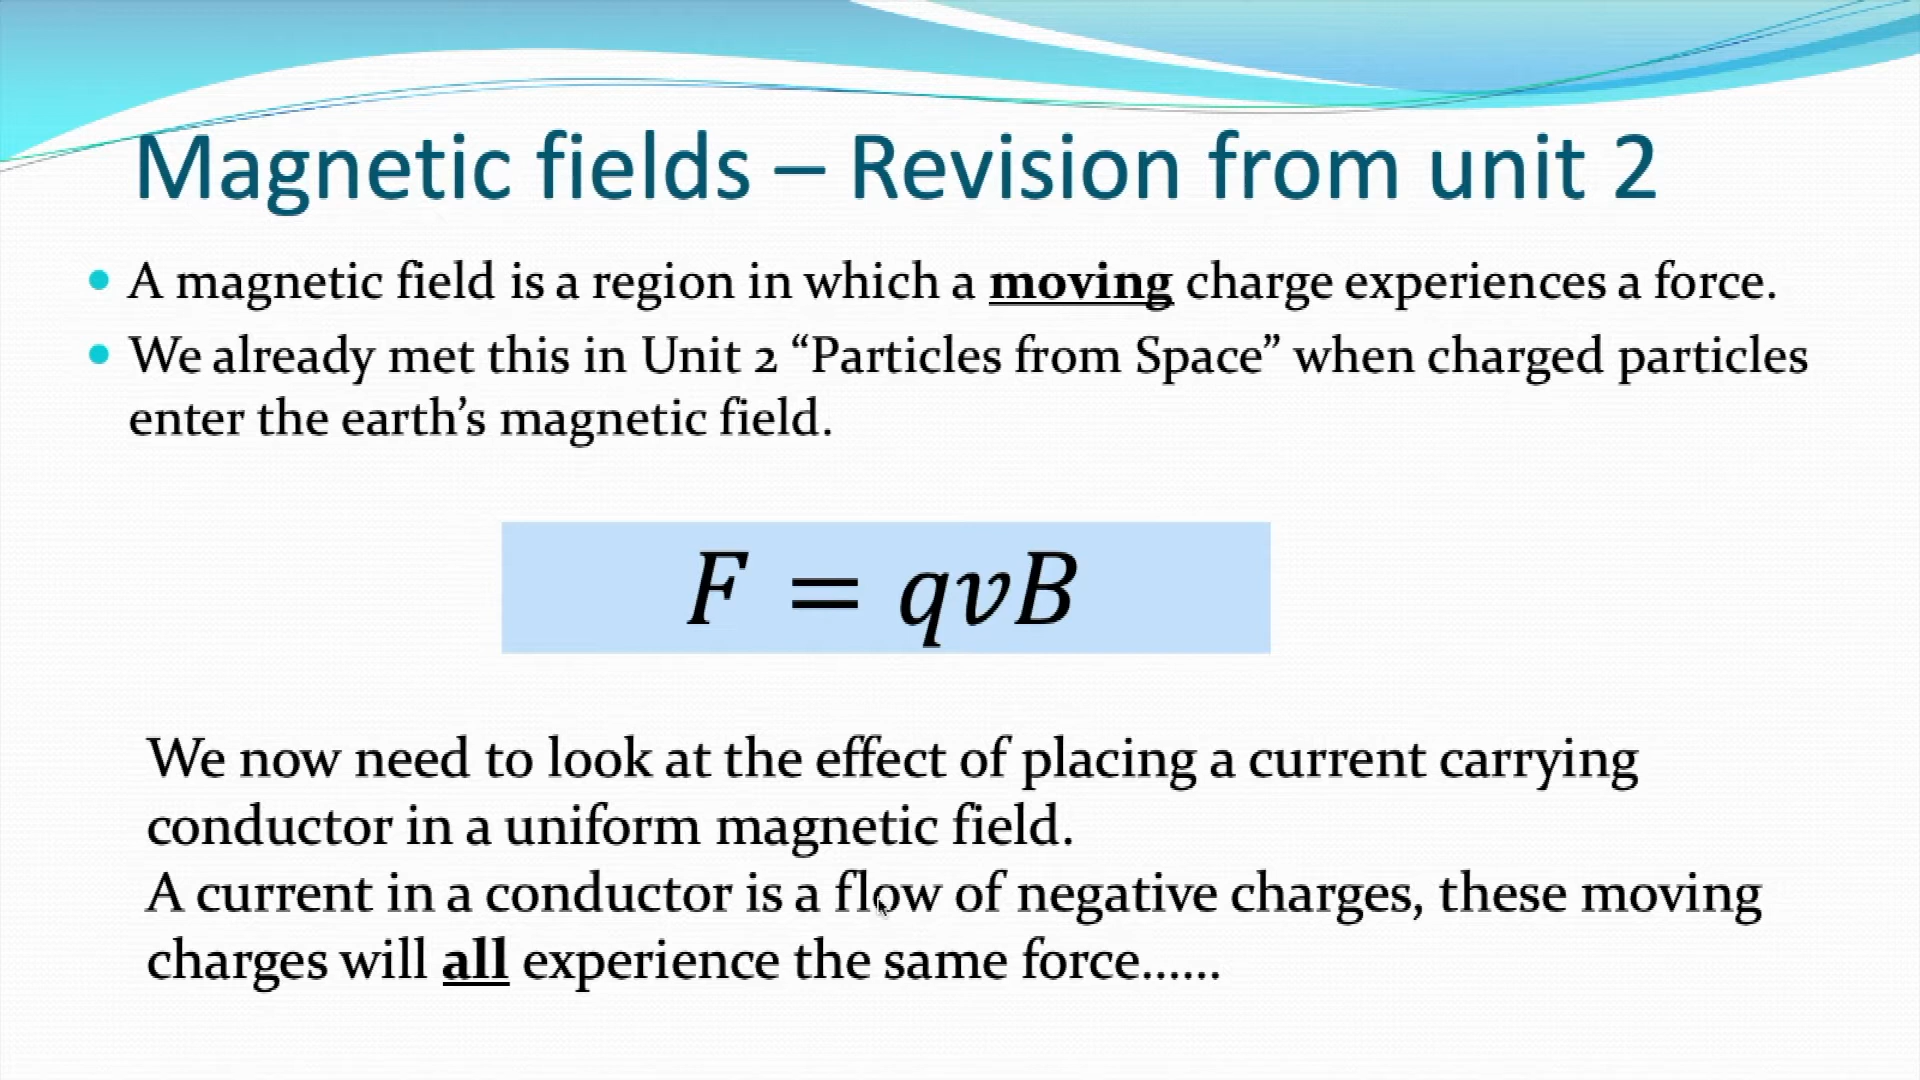 Magnetic fields – Revision from unit 2
• A magnetic field is a region in which a moving charge experiences a force.
• We already met this in Unit 2 “Particles from Space” when charged particles
enter the earth’s magnetic field.
F = qvB
We now need to look at the effect of placing a current carrying
conductor in a uniform magnetic field.
A current in a conductor is a flow of negative charges, these moving
charges will all experience the same force......